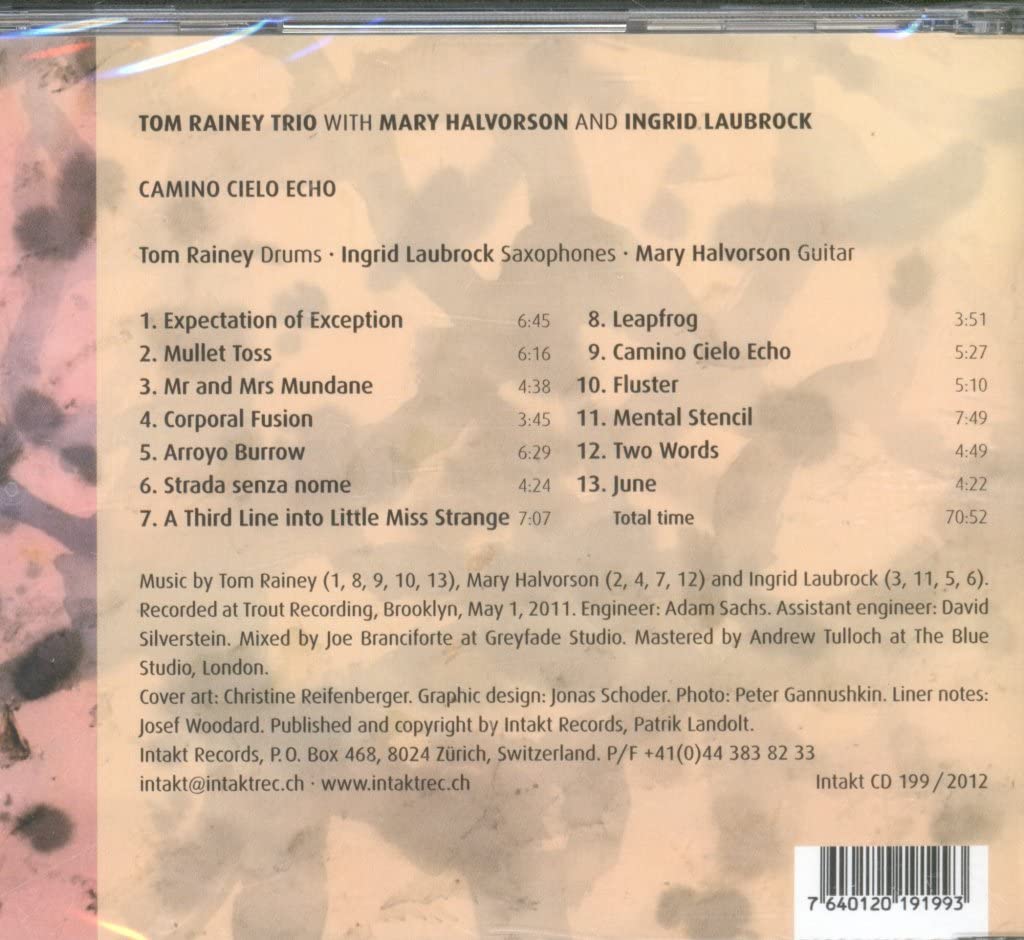 TOM RAINEY TRIO WITH MARY HALVORSON AND INGRID LAUBROCK
CAMINO CIELO ECHO
Tom Rainey Drums · Ingrid Laubrock Saxophones · Mary Halvorson Guitar
1. Expectation of Exception 6:45
2. Mullet Toss 6:16
3. Mr and Mrs Mundane 4:38
4. Corporal Fusion 3:45
5. Arroyo Burrow 6:29
6. Strada senza nome 4:24
7. A Third Line into Little Miss Strange 7:07
8. Leapfrog 3:51
9. Camino Cielo Echo 5:27
10. Fluster 5:10
11. Mental Stencil 7:49
12. Two Words 4:49
13. June 4:22
Total time 70:52
Music by Tom Rainey (1, 8, 9, 10, 13), Mary Halvorson (2, 4, 7, 12) and Ingrid Laubrock (3, 11, 5, 6).
Recorded at Trout Recording, Brooklyn, May 1, 2011. Engineer: Adam Sachs. Assistant engineer: David
Silverstein. Mixed by Joe Branciforte at Greyfade Studio. Mastered by Andrew Tulloch at The Blue
Studio, London.
Cover art: Christine Reifenberger. Graphic design: Jonas Schoder. Photo: Peter Gannushkin. Liner notes:
Josef Woodard. Published and copyright by Intakt Records, Patrik Landolt.
Intakt Records, P.O. Box 468, 8024 Zürich, Switzerland. P/F +41(0)44 383 82 33
intakt@intaktrec.ch · www.intaktrec.ch
Intakt CD 199/2012
7 640120 191993